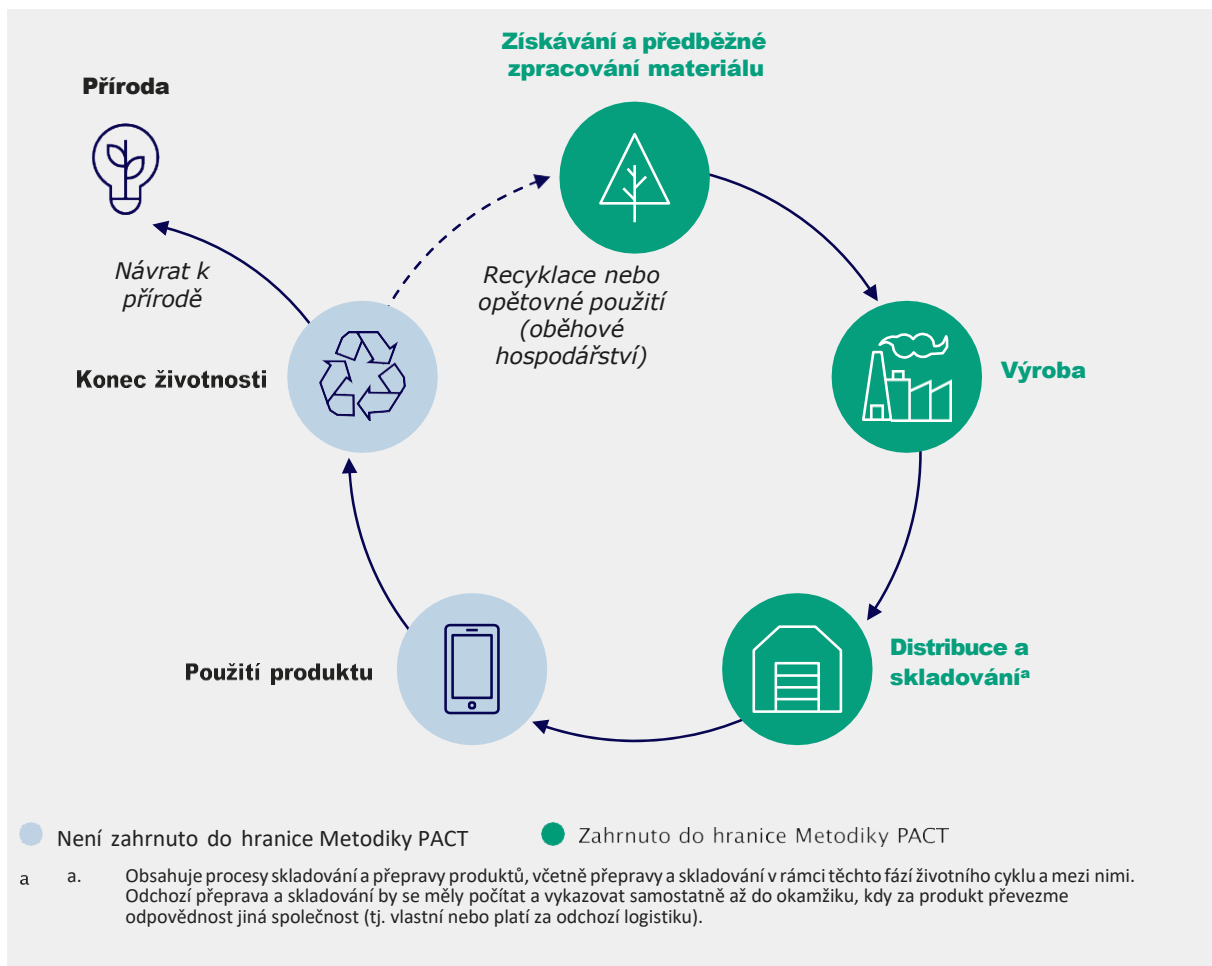 Získávání a předběžné
zpracování materiálu
Příroda
Návrat k
přírodě
Recyklace nebo
opětovné použití
(oběhové
hospodářství)
Konec životnosti
Výroba
Použití produktu
Distribuce a
skladováníᵃ
Není zahrnuto do hranice Metodiky PACT
Zahrnuto do hranice Metodiky PACT
a a. Obsahuje procesy skladování a přepravy produktů, včetně přepravy a skladování v rámci těchto fází životního cyklu a mezi nimi.
Odchozí přeprava a skladování by se měly počítat a vykazovat samostatně až do okamžiku, kdy za produkt převezme
odpovědnost jiná společnost (tj. vlastní nebo platí za odchozí logistiku).